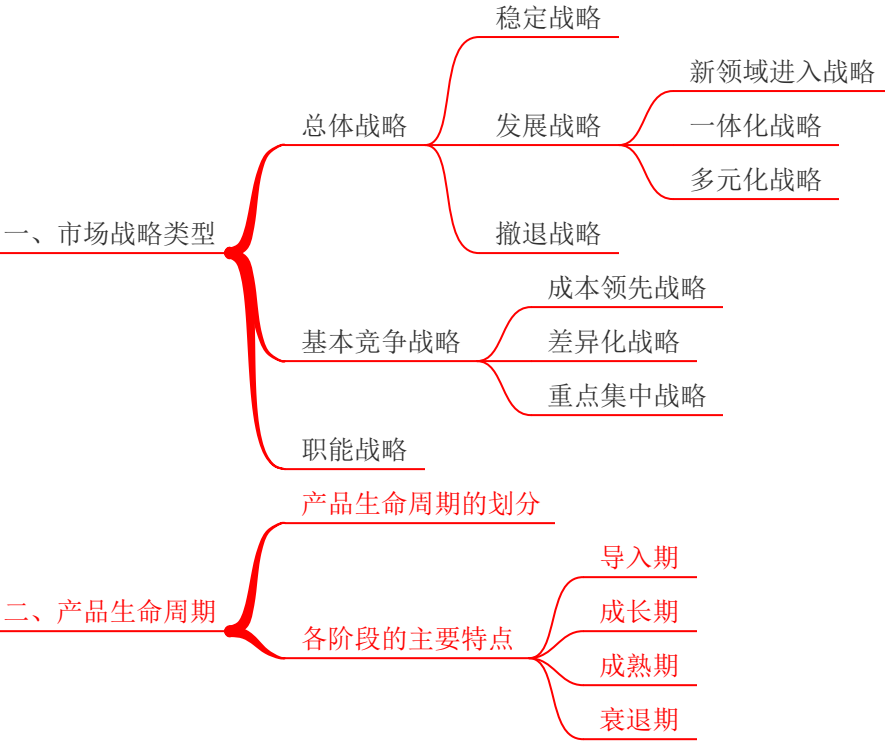 一、市场战略类型
总体战略
稳定战略
发展战略
新领域进入战略
一体化战略
多元化战略
撤退战略
基本竞争战略
成本领先战略
差异化战略
重点集中战略
职能战略
二、产品生命周期
产品生命周期的划分
各阶段的主要特点
导入期
成长期
成熟期
衰退期